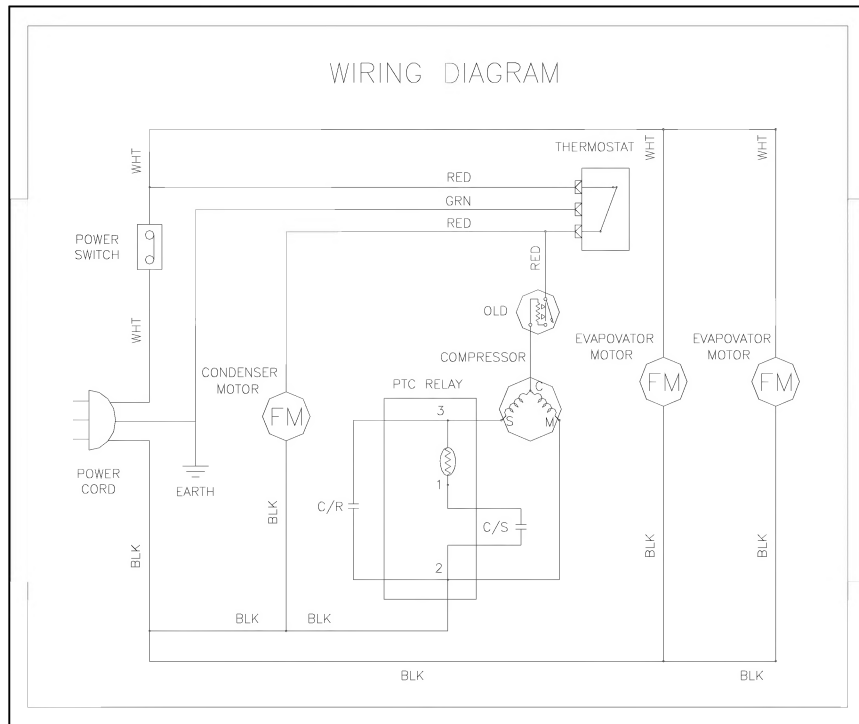 WIRING DIAGRAM
THERMOSTAT
WHT
WHT
WHT
RED
GRN
RED
POWER
SWITCH
RED
OLD
WHT
EVAPOVATOR
MOTOR
EVAPOVATOR
MOTOR
COMPRESSOR
CONDENSER
MOTOR
PTC RELAY
FM
FM
FM
C
S
M
3
POWER
CORD
EARTH
1
C/R
C/S
BLK
BLK
BLK
BLK
2
BLK
BLK
BLK
BLK